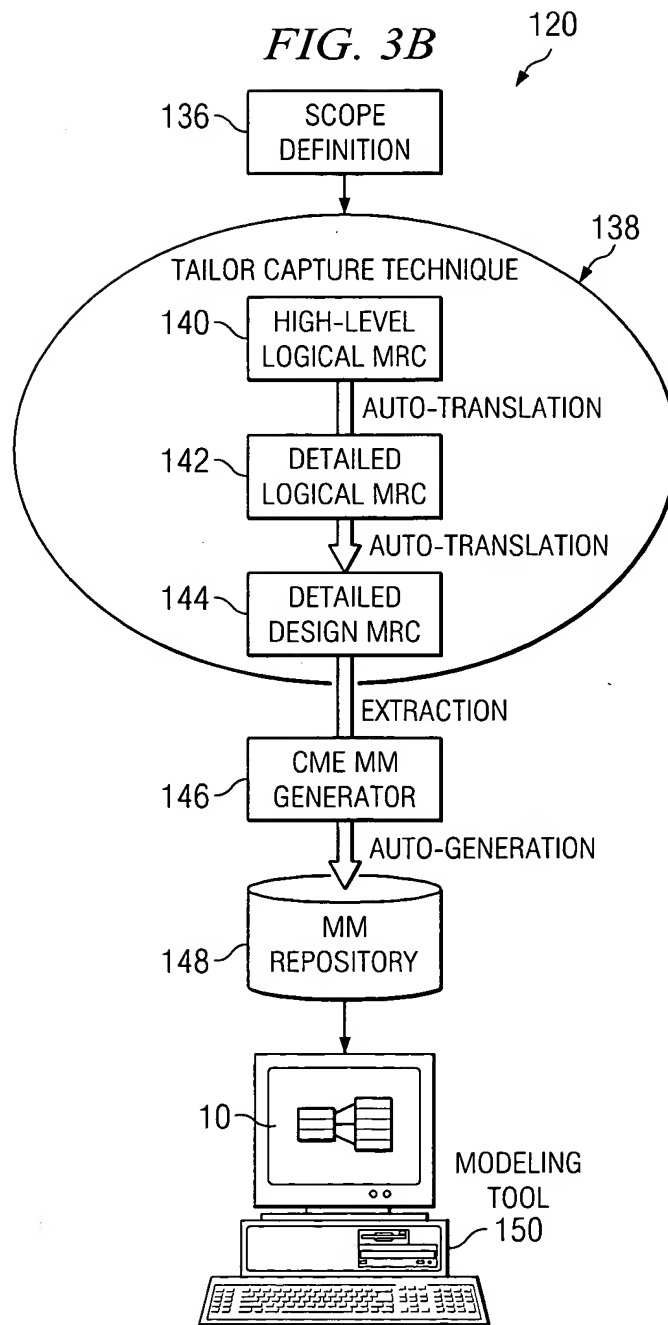 FIG. 3B
120
136
SCOPE
DEFINITION
138
TAILOR CAPTURE TECHNIQUE
140
HIGH-LEVEL
LOGICAL MRC
AUTO-TRANSLATION
142
DETAILED
LOGICAL MRC
AUTO-TRANSLATION
144
DETAILED
DESIGN MRC
EXTRACTION
146
CME MM
GENERATOR
AUTO-GENERATION
148
MM
REPOSITORY
10
MODELING
TOOL
150